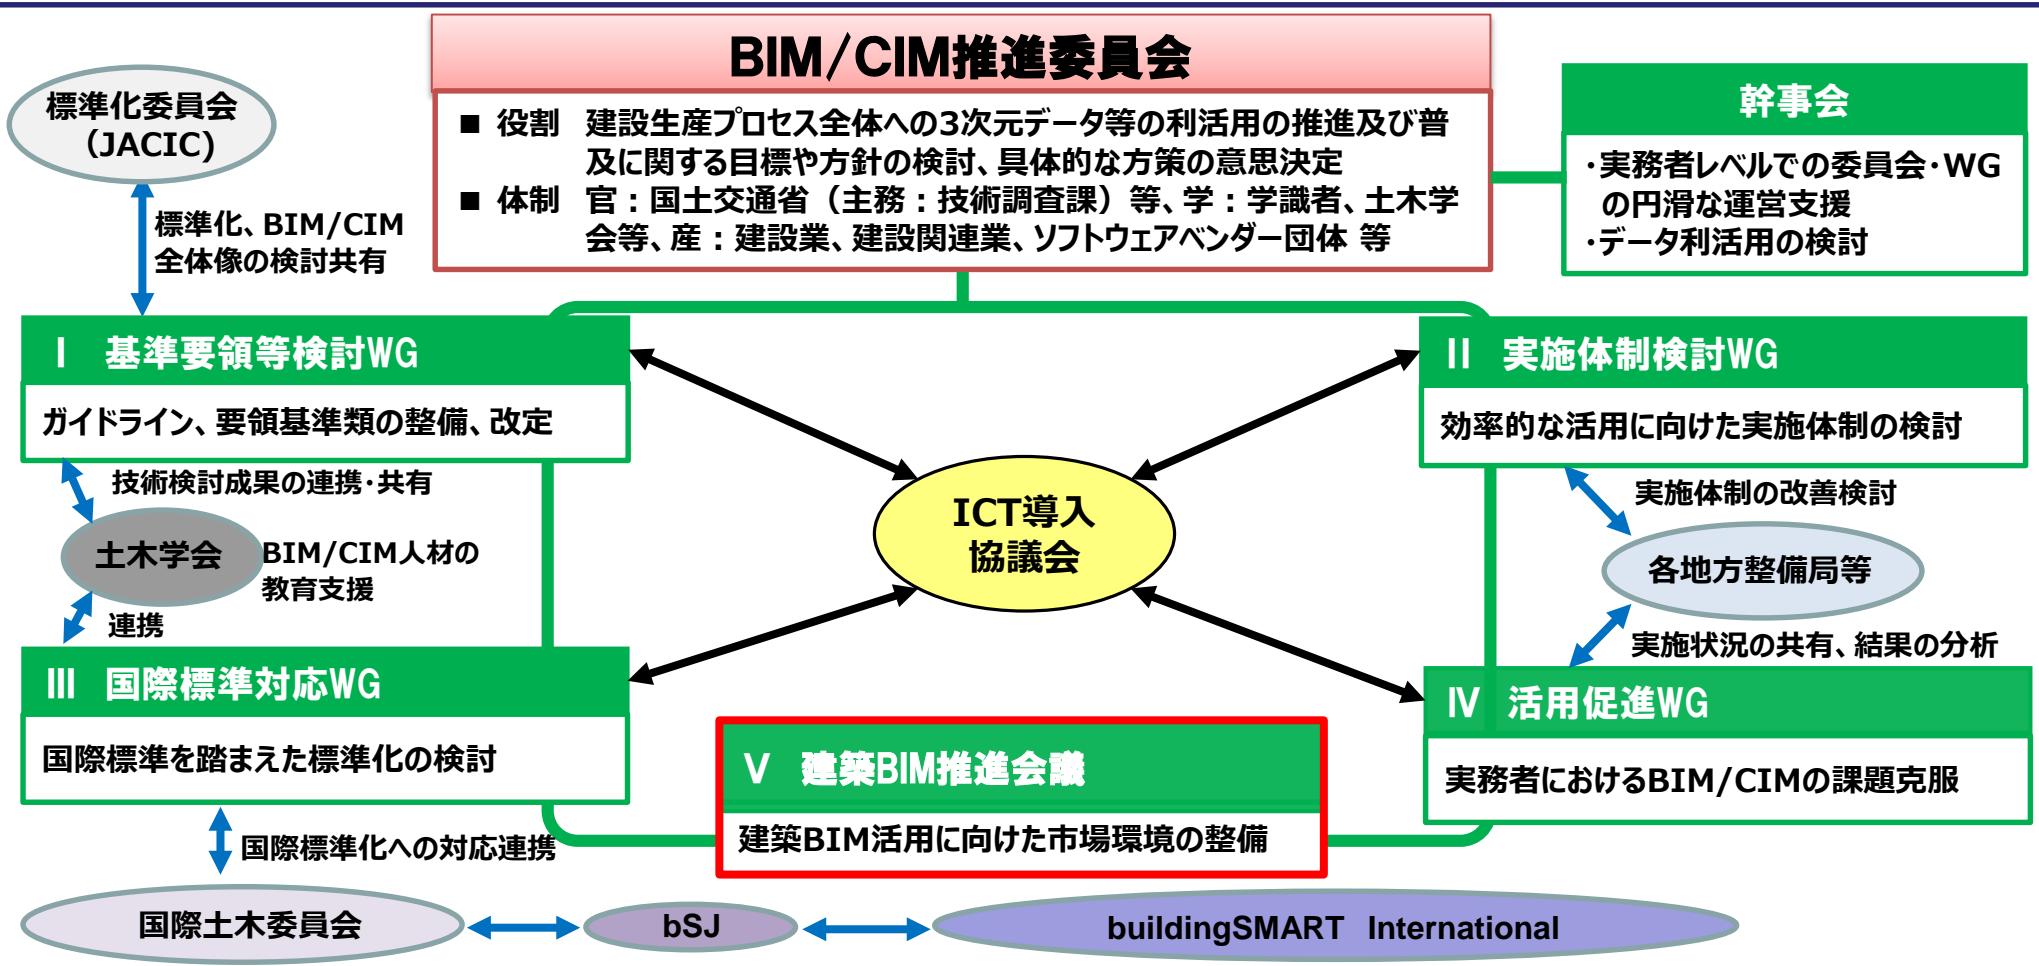 BIM/CIM推進委員会
■ 役割 建設生産プロセス全体への3次元データ等の利活用の推進及び普
及に関する目標や方針の検討、具体的な方策の意思決定
■ 体制 官：国土交通省（主務：技術調査課）等、学：学識者、土木学
会等、産：建設業、建設関連業、ソフトウェアベンダー団体 等
幹事会
・実務者レベルでの委員会・WG
の円滑な運営支援
・データ利活用の検討
標準化委員会
（JACIC)
標準化、BIM/CIM
全体像の検討共有
Ⅰ 基準要領等検討WG
ガイドライン、要領基準類の整備、改定
Ⅱ 実施体制検討WG
効率的な活用に向けた実施体制の検討
技術検討成果の連携・共有
土木学会
BIM/CIM人材の
教育支援
連携
ICT導入
協議会
実施体制の改善検討
各地方整備局等
実施状況の共有、結果の分析
Ⅲ 国際標準対応WG
国際標準を踏まえた標準化の検討
Ⅳ 活用促進WG
実務者におけるBIM/CIMの課題克服
Ⅴ 建築BIM推進会議
建築BIM活用に向けた市場環境の整備
国際標準化への対応連携
国際土木委員会
bSJ
buildingSMART International